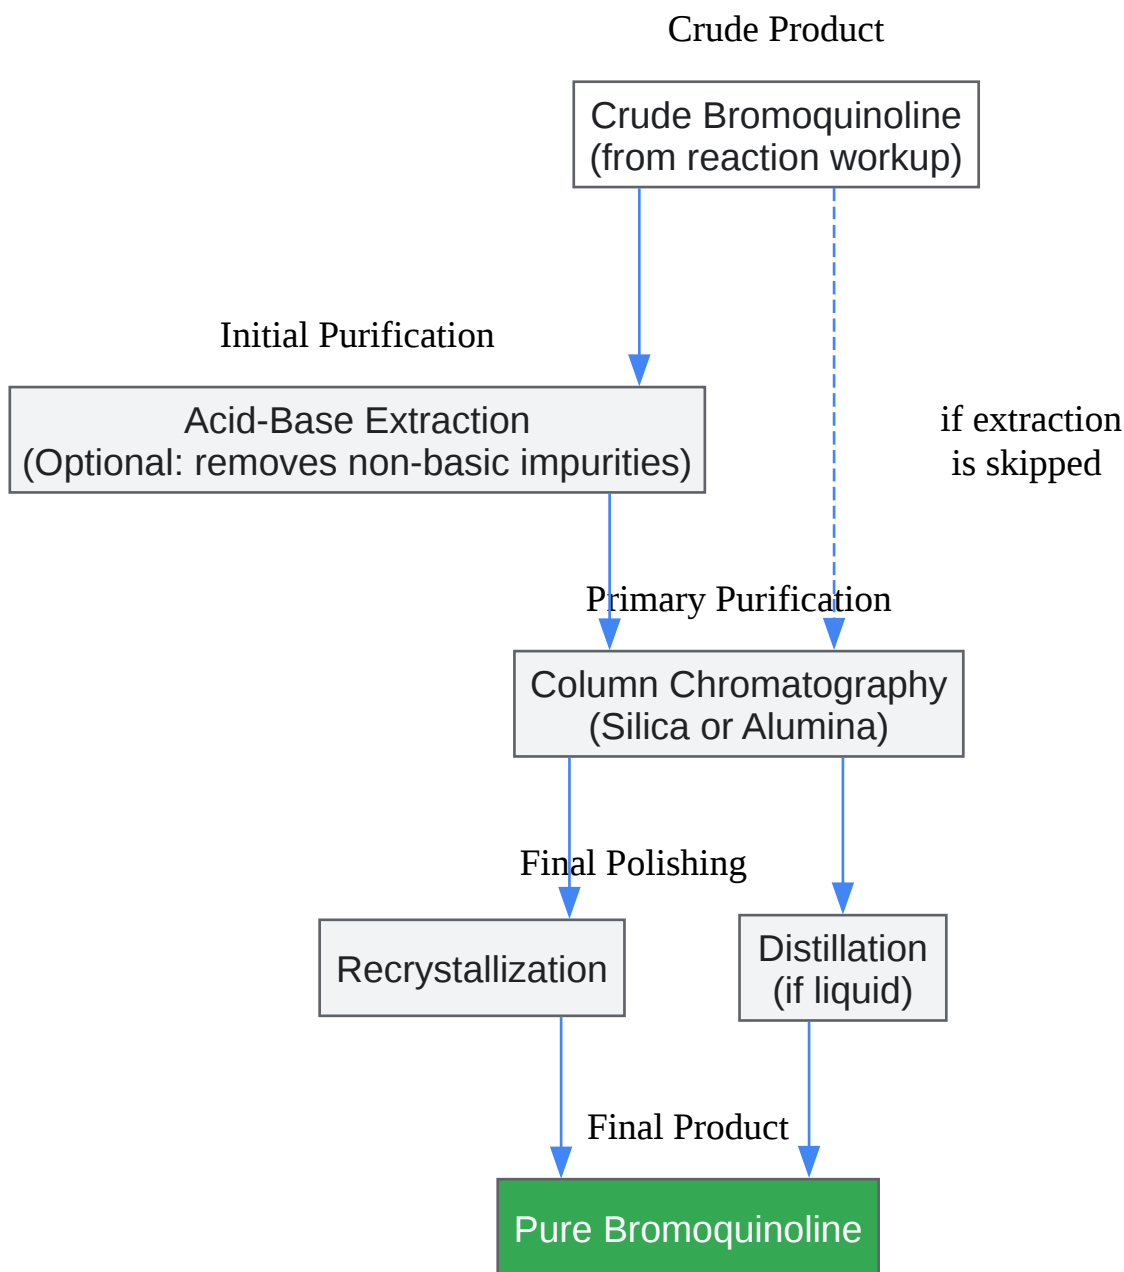 Crude Product
Crude Bromoquinoline
(from reaction workup)
Initial Purification
Acid-Base Extraction
(Optional: removes non-basic impurities)
if extraction
is skipped
Primary Purification
Column Chromatography
(Silica or Alumina)
Final Polishing
Recrystallization
Distillation
(if liquid)
Final Product
Pure Bromoquinoline